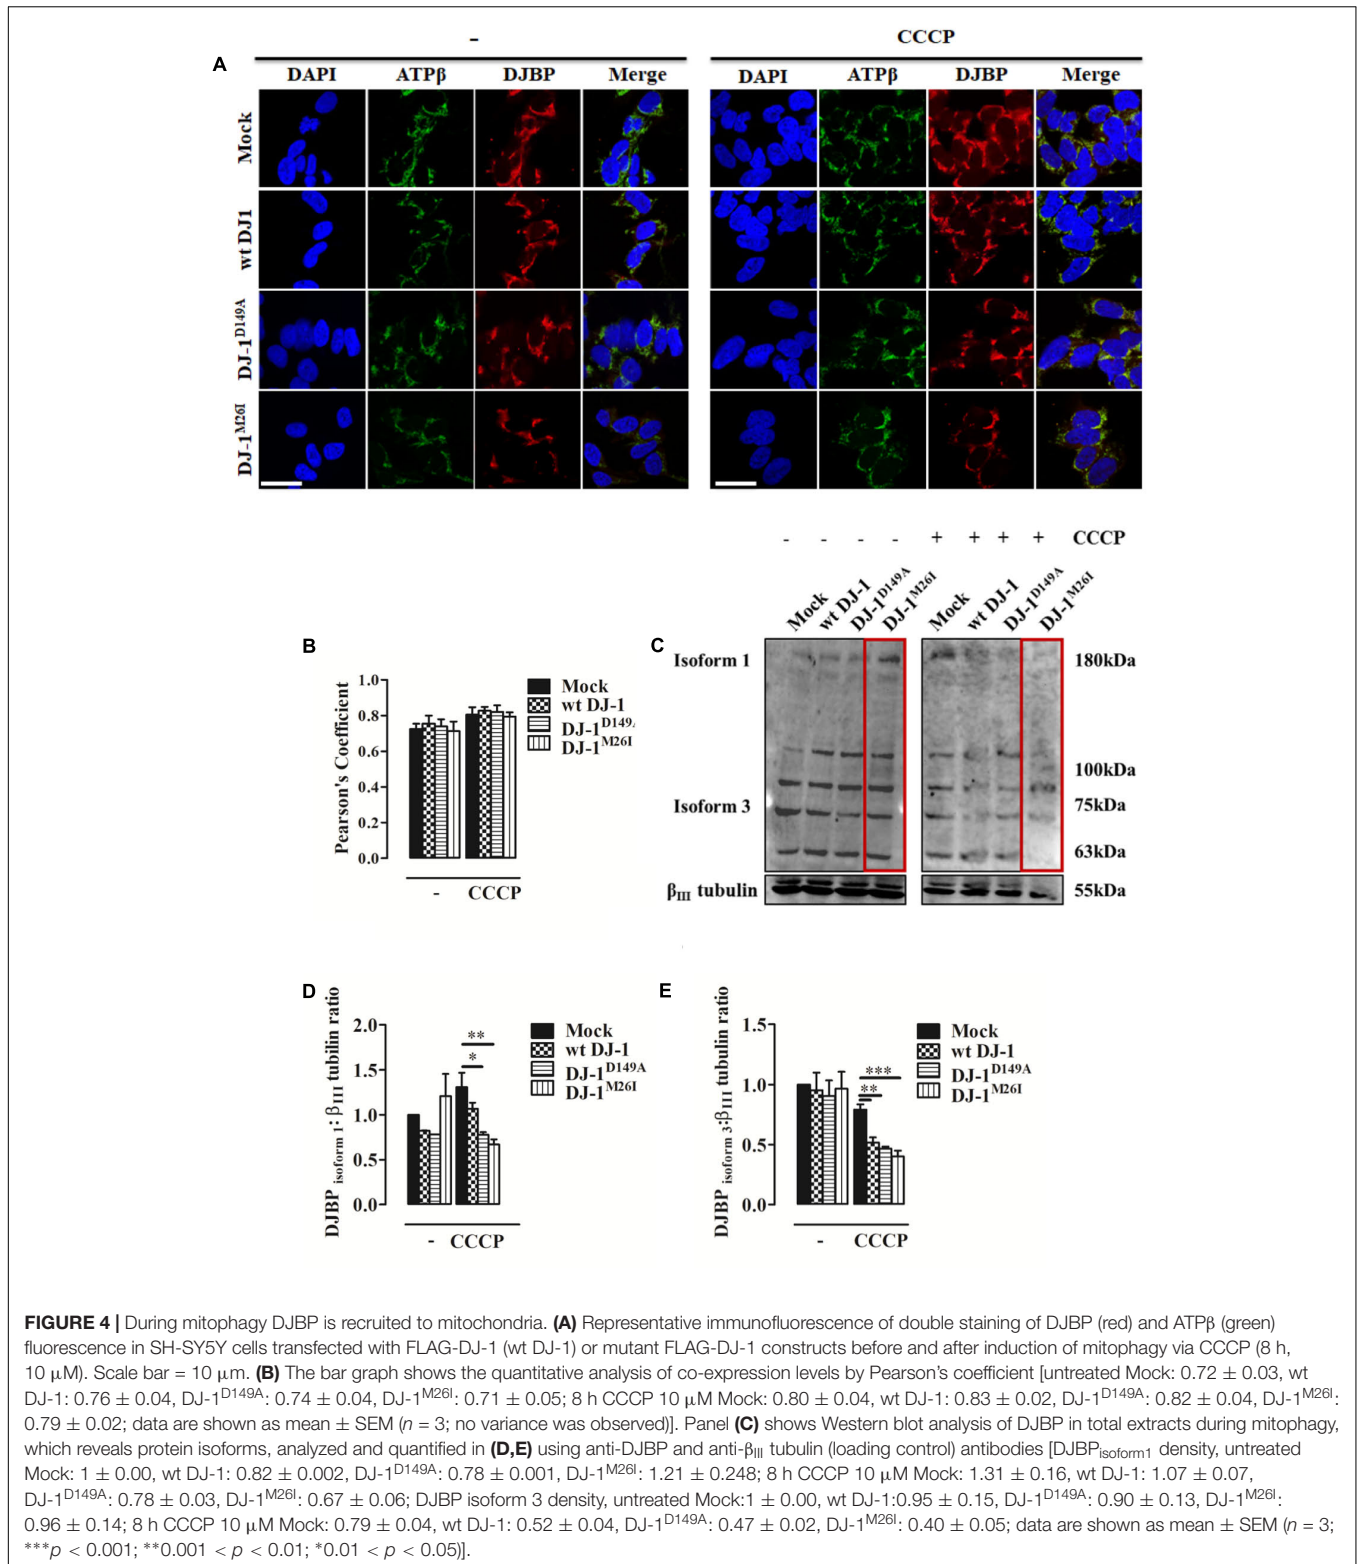 - CCCP
A DAPI ATPβ DJBP Merge DAPI ATPβ DJBP Merge
Mock
wt DJ1
DJ-1D149A
DJ-1M26I
- - - - + + + + CCCP
Mock wt DJ-1 DJ-1D149A DJ-1M26I Mock wt DJ-1 DJ-1D149A DJ-1M26I
B
Pearson's Coefficient
1.0
0.8
0.6
0.4
0.2
0.0
- CCCP
Mock
wt DJ-1
DJ-1D149
DJ-1M26I
C
Isoform 1 180kDa
100kDa
Isoform 3 75kDa
63kDa
βIII tubulin 55kDa
D
DJBP isoform 1: βIII tubilin ratio
2.0
1.5
1.0
0.5
0.0
**
*
- CCCP
Mock
wt DJ-1
DJ-1D149A
DJ-1M26I
E
DJBP isoform 3:βIII tubulin ratio
1.5
1.0
0.5
0.0
***
**
- CCCP
Mock
wt DJ-1
DJ-1D149A
DJ-1M26I
FIGURE 4 | During mitophagy DJBP is recruited to mitochondria. (A) Representative immunofluorescence of double staining of DJBP (red) and ATPβ (green)
fluorescence in SH-SY5Y cells transfected with FLAG-DJ-1 (wt DJ-1) or mutant FLAG-DJ-1 constructs before and after induction of mitophagy via CCCP (8 h,
10 μM). Scale bar = 10 μm. (B) The bar graph shows the quantitative analysis of co-expression levels by Pearson's coefficient [untreated Mock: 0.72 ± 0.03, wt
DJ-1: 0.76 ± 0.04, DJ-1D149A: 0.74 ± 0.04, DJ-1M26I: 0.71 ± 0.05; 8 h CCCP 10 μM Mock: 0.80 ± 0.04, wt DJ-1: 0.83 ± 0.02, DJ-1D149A: 0.82 ± 0.04, DJ-1M26I:
0.79 ± 0.02; data are shown as mean ± SEM (n = 3; no variance was observed)]. Panel (C) shows Western blot analysis of DJBP in total extracts during mitophagy,
which reveals protein isoforms, analyzed and quantified in (D,E) using anti-DJBP and anti-βIII tubulin (loading control) antibodies [DJBPisoform1 density, untreated
Mock: 1 ± 0.00, wt DJ-1: 0.82 ± 0.002, DJ-1D149A: 0.78 ± 0.001, DJ-1M26I: 1.21 ± 0.248; 8 h CCCP 10 μM Mock: 1.31 ± 0.16, wt DJ-1: 1.07 ± 0.07,
DJ-1D149A: 0.78 ± 0.03, DJ-1M26I: 0.67 ± 0.06; DJBP isoform 3 density, untreated Mock:1 ± 0.00, wt DJ-1:0.95 ± 0.15, DJ-1D149A: 0.90 ± 0.13, DJ-1M26I:
0.96 ± 0.14; 8 h CCCP 10 μM Mock: 0.79 ± 0.04, wt DJ-1: 0.52 ± 0.04, DJ-1D149A: 0.47 ± 0.02, DJ-1M26I: 0.40 ± 0.05; data are shown as mean ± SEM (n = 3;
***p < 0.001; **0.001 < p < 0.01; *0.01 < p < 0.05)].